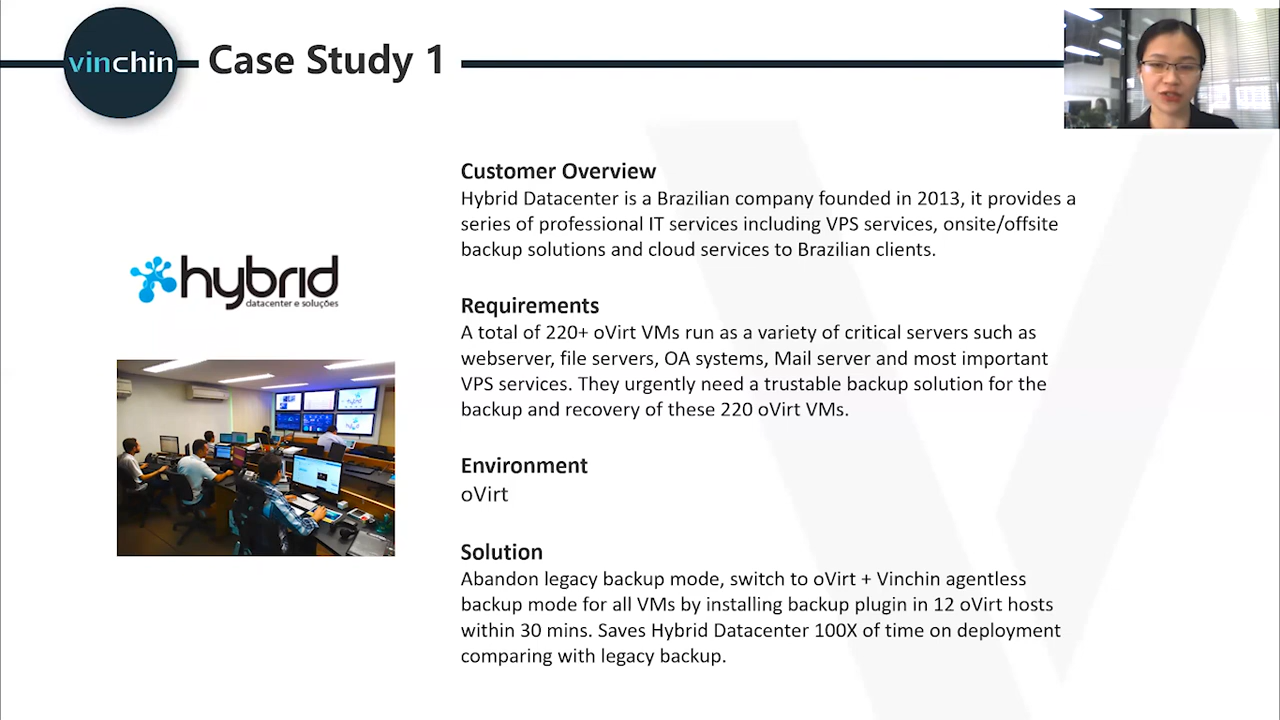 vinchin
Case Study 1
Customer Overview
Hybrid Datacenter is a Brazilian company founded in 2013, it provides a
series of professional IT services including VPS services, onsite/offsite
backup solutions and cloud services to Brazilian clients.
hybrid
datacenter e soluções
Requirements
A total of 220+ oVirt VMs run as a variety of critical servers such as
webserver, file servers, OA systems, Mail server and most important
VPS services. They urgently need a trustable backup solution for the
backup and recovery of these 220 oVirt VMs.
Environment
oVirt
Solution
Abandon legacy backup mode, switch to oVirt + Vinchin agentless
backup mode for all VMs by installing backup plugin in 12 oVirt hosts
within 30 mins. Saves Hybrid Datacenter 100X of time on deployment
comparing with legacy backup.